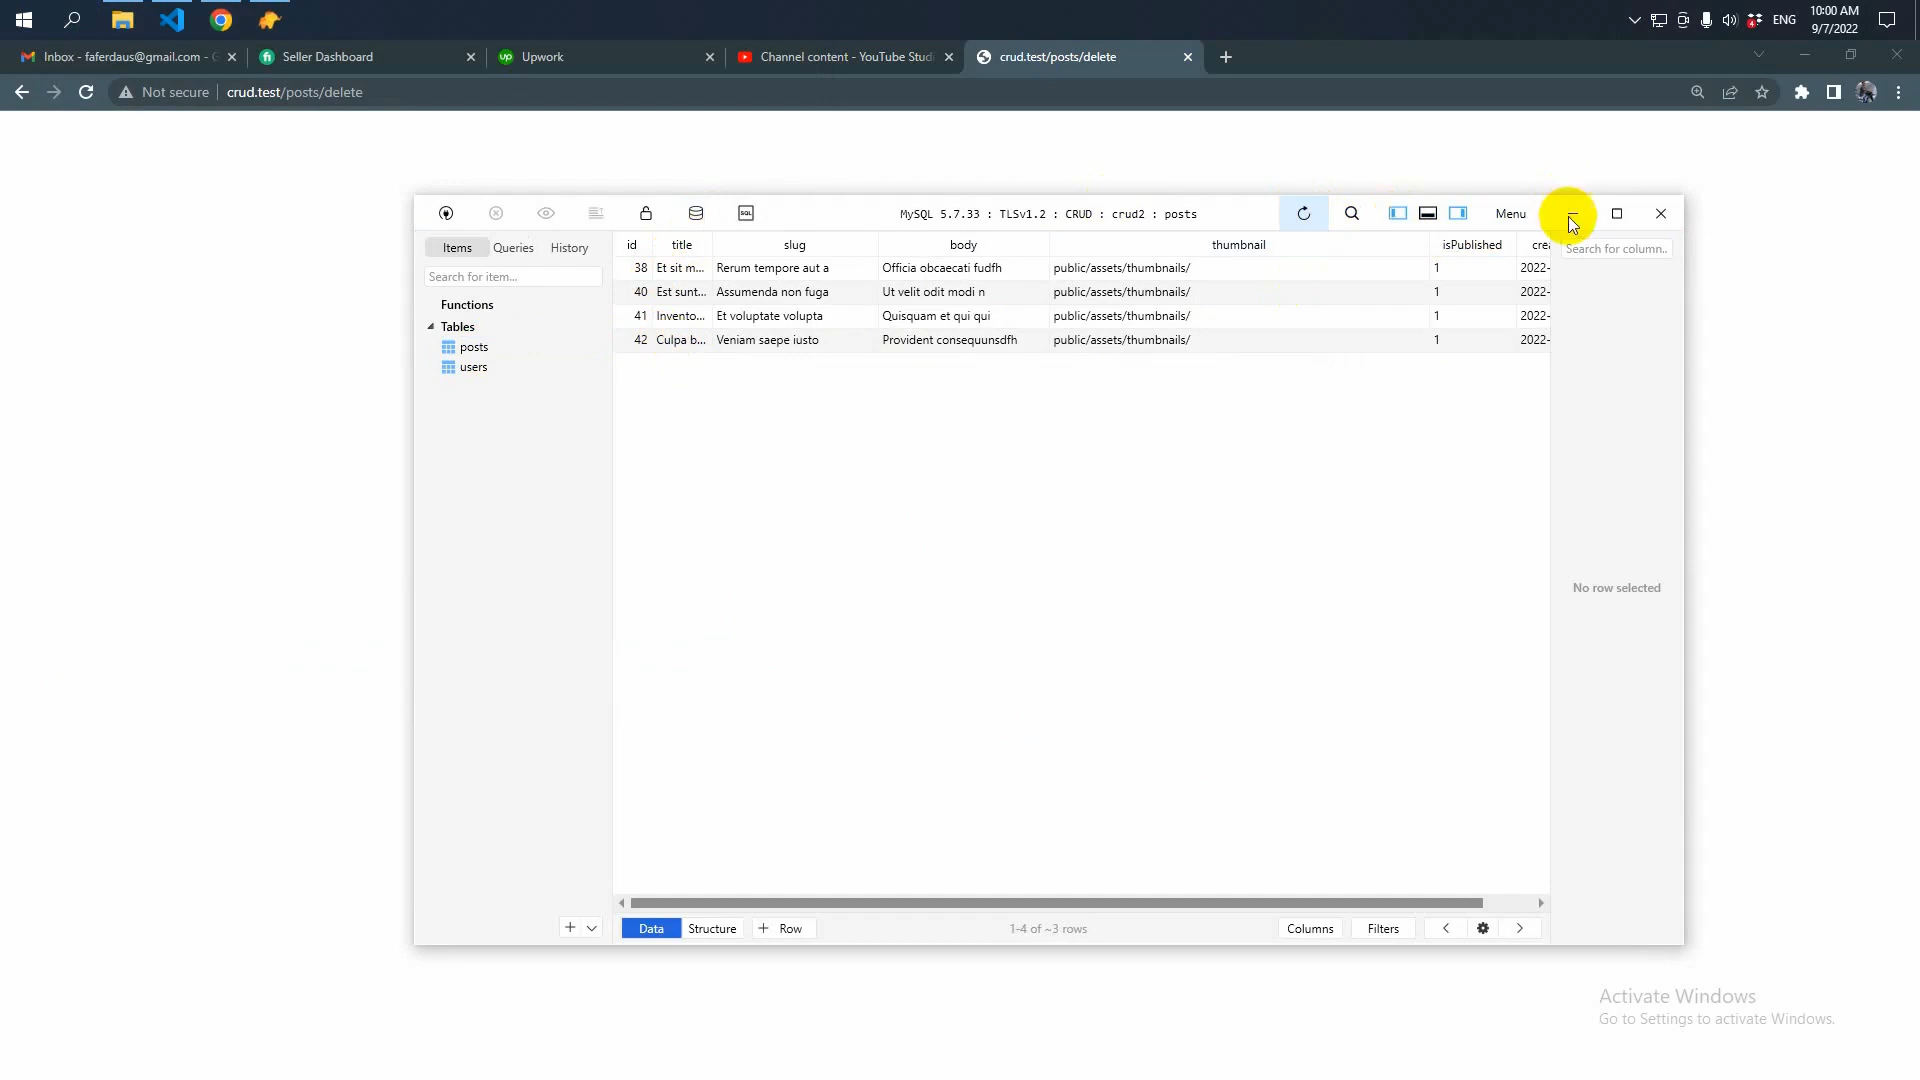 ENG
10:00 AM
9/7/2022
Inbox - faferdaus@gmail.com - G
Seller Dashboard
up Upwork
Channel content - YouTube Studi
crud.test/posts/delete
Not secure
crud.test/posts/delete
SQL
MySQL 5.7.33 : TLSv1.2 : CRUD : crud2 : posts
Menu
Items Queries History
Search for item...
Functions
Tables
posts
users
id title slug body thumbnail isPublished crea
Search for column..
38 Et sit m... Rerum tempore aut a Officia obcaecati fudfh public/assets/thumbnails/ 1 2022-
40 Est sunt... Assumenda non fuga Ut velit odit modi n public/assets/thumbnails/ 1 2022-
41 Invento... Et voluptate volupta Quisquam et qui qui public/assets/thumbnails/ 1 2022-
42 Culpa b... Veniam saepe iusto Provident consequunsdfh public/assets/thumbnails/ 1 2022-
No row selected
Data Structure + Row 1-4 of ~3 rows Columns Filters
Activate Windows
Go to Settings to activate Windows.